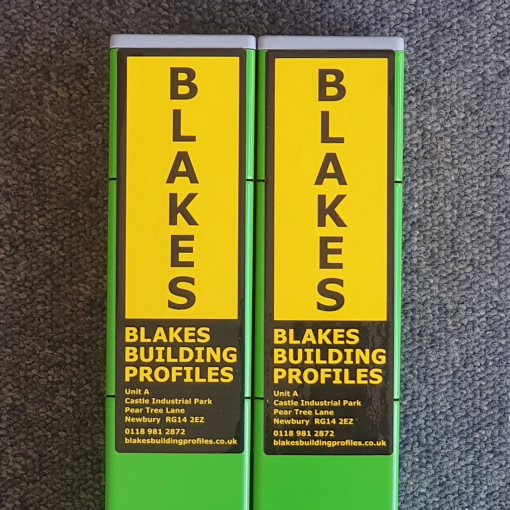 BLAKES
BLAKES
BUILDING
PROFILES
Unit A
Castle Industrial Park
Pear Tree Lane
Newbury RG14 2EZ
0118 981 2872
blakesbuildingprofiles.co.uk
BLAKES
BLAKES
BUILDING
PROFILES
Unit A
Castle Industrial Park
Pear Tree Lane
Newbury RG14 2EZ
0118 981 2872
blakesbuildingprofiles.co.uk